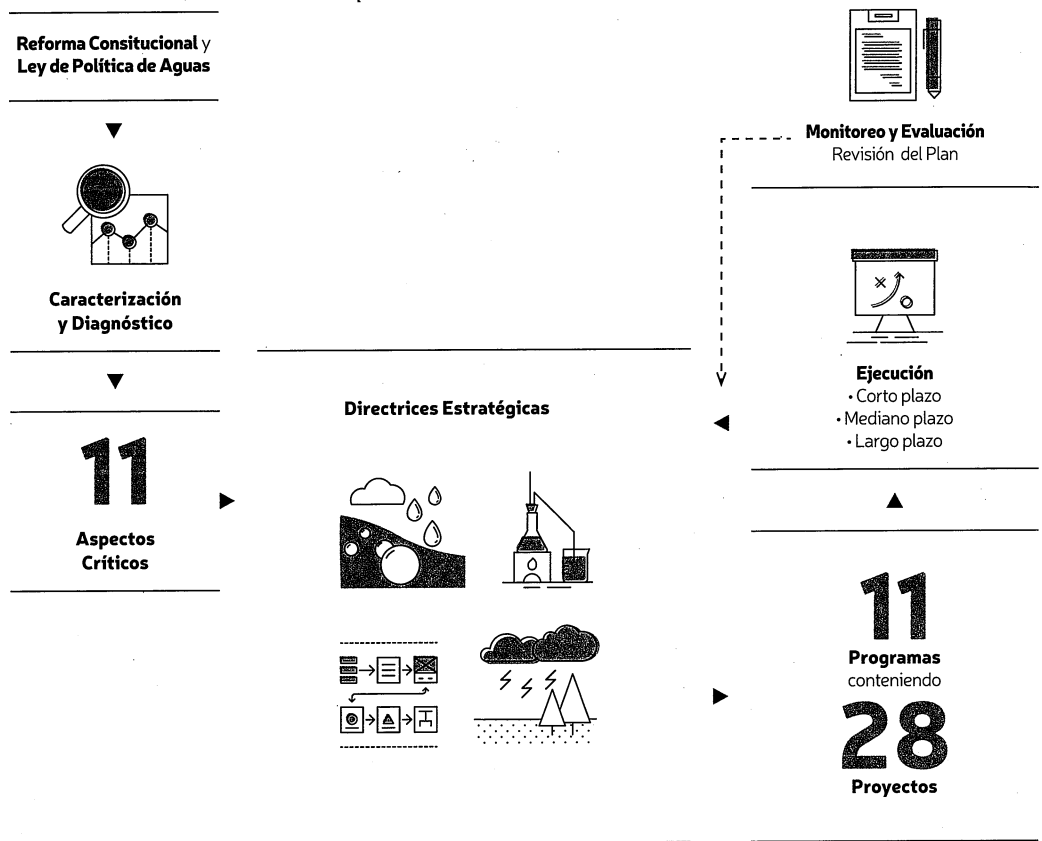 Reforma Consitucional y
Ley de Política de Aguas
Caracterización
y Diagnóstico
11
Aspectos
Críticos
Directrices Estratégicas
11
Programas
conteniendo
28
Proyectos
Ejecución
• Corto plazo
• Mediano plazo
• Largo plazo
Monitoreo y Evaluación
Revisión del Plan